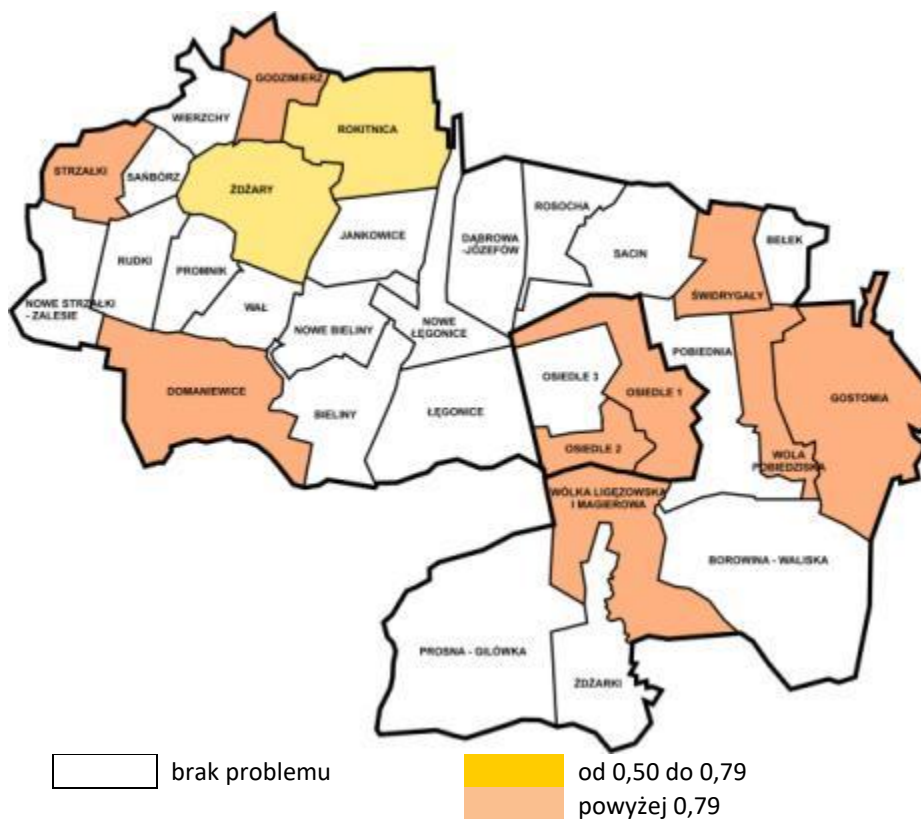 GODZIMIERZ
WIERZCHY
ROKITNICA
STRZAŁKI
SAŃBÓRZ
ŻDŻARY
ROSOCHA
JANKOWICE
DĄBROWA
-JÓZEFÓW
BEŁEK
SACIN
RUDKI
PROMNIK
ŚWIDRYGAŁY
NOWE STRZAŁKI
- ZALESIE
WAŁ
NOWE BIELINY
NOWE
ŁĘGONICE
POBIEDNIA
OSIEDLE 3
DOMANIEWICE
OSIEDLE 1
GOSTOMIA
BIELINY
ŁĘGONICE
OSIEDLE 2
WOLA
POBIEDZISKA
WÓLKA LIGĘZOWSKA
I MAGIEROWA
BOROWINA - WALISKA
PROSNA - GILÓWKA
ŻDŻARKI
brak problemu
od 0,50 do 0,79
powyżej 0,79